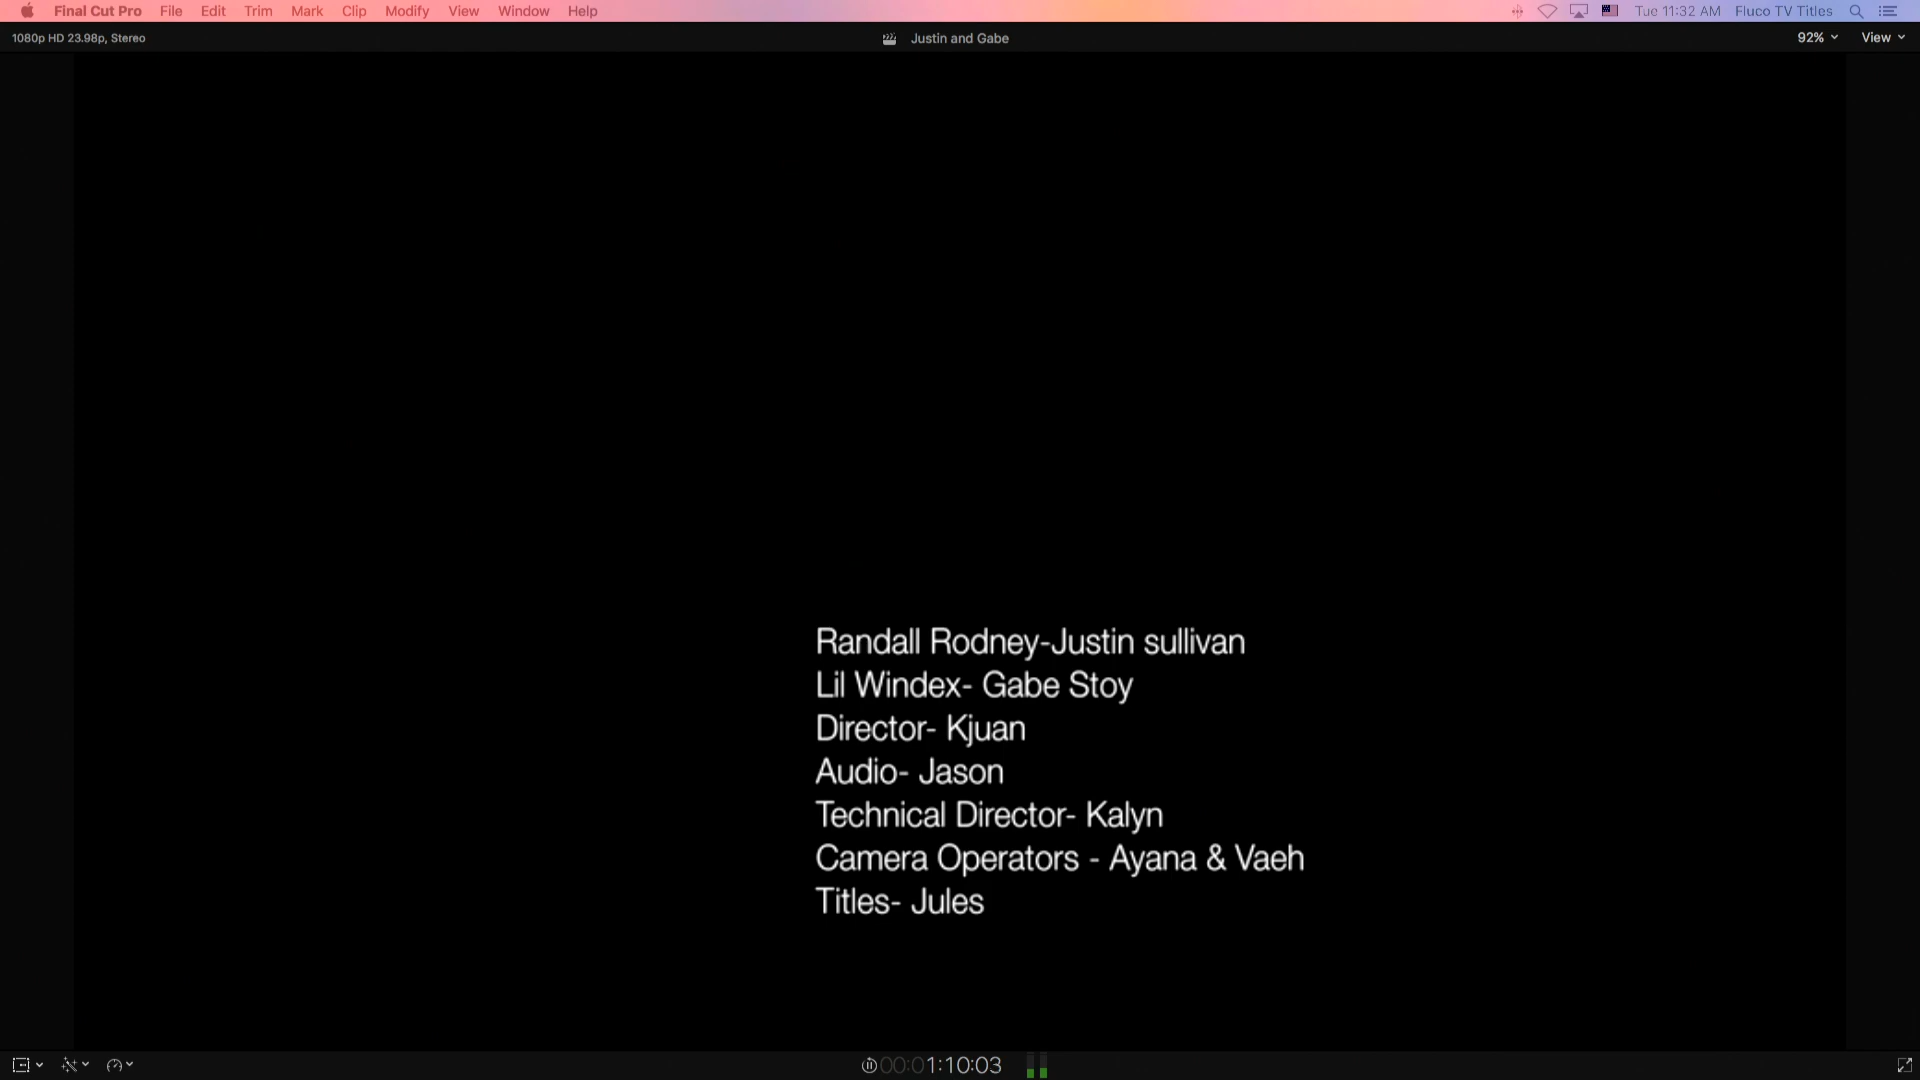 Final Cut Pro File Edit Trim Mark Clip Modify View Window Help Tue 11:32 AM Fluco TV Titles
1080p HD 23.98p, Stereo Justin and Gabe 92% View
Randall Rodney-Justin sullivan
Lil Windex- Gabe Stoy
Director- Kjuan
Audio- Jason
Technical Director- Kalyn
Camera Operators - Ayana & Vaeh
Titles- Jules
00:01:10:03